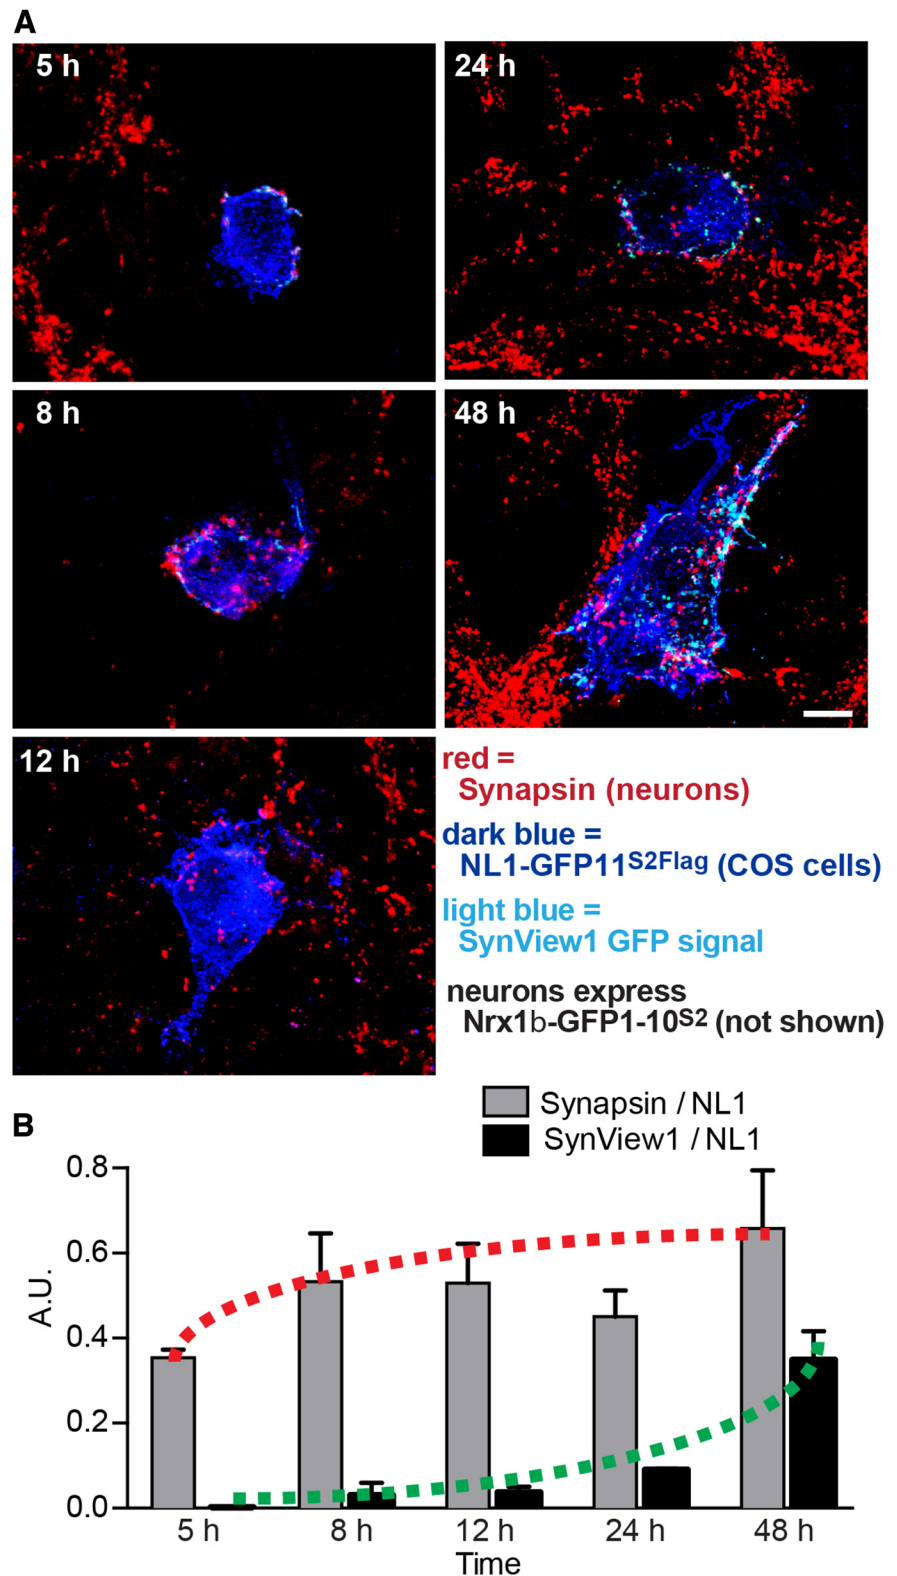 A
5 h
24 h
8 h
48 h
12 h
red =
Synapsin (neurons)
dark blue =
NL1-GFP11S2Flag (COS cells)
light blue =
SynView1 GFP signal
neurons express
Nrx1b-GFP1-10S2 (not shown)
B
Synapsin / NL1
SynView1 / NL1
0.8
0.6
0.4
0.2
0.0
A.U.
5 h 8 h 12 h 24 h 48 h
Time